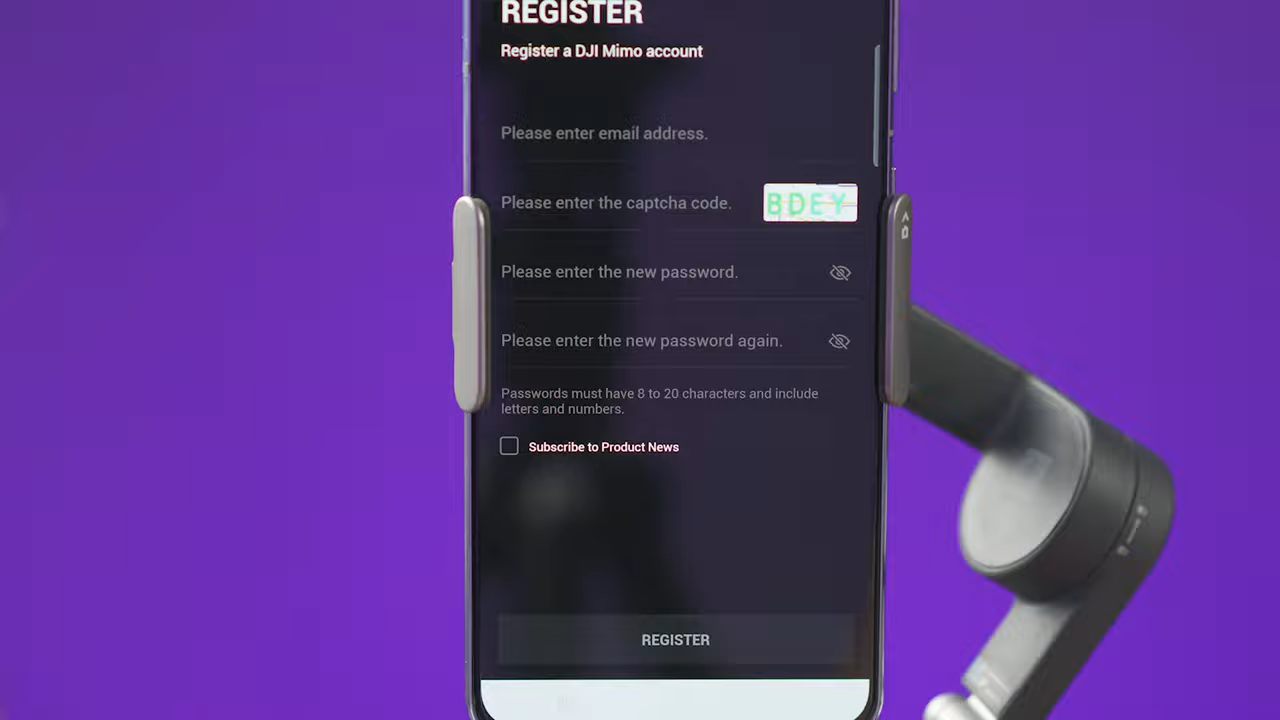 REGISTER
Register a DJI Mimo account
Please enter email address.
Please enter the captcha code.
BDEY
Please enter the new password.
Please enter the new password again.
Passwords must have 8 to 20 characters and include
letters and numbers.
Subscribe to Product News
REGISTER